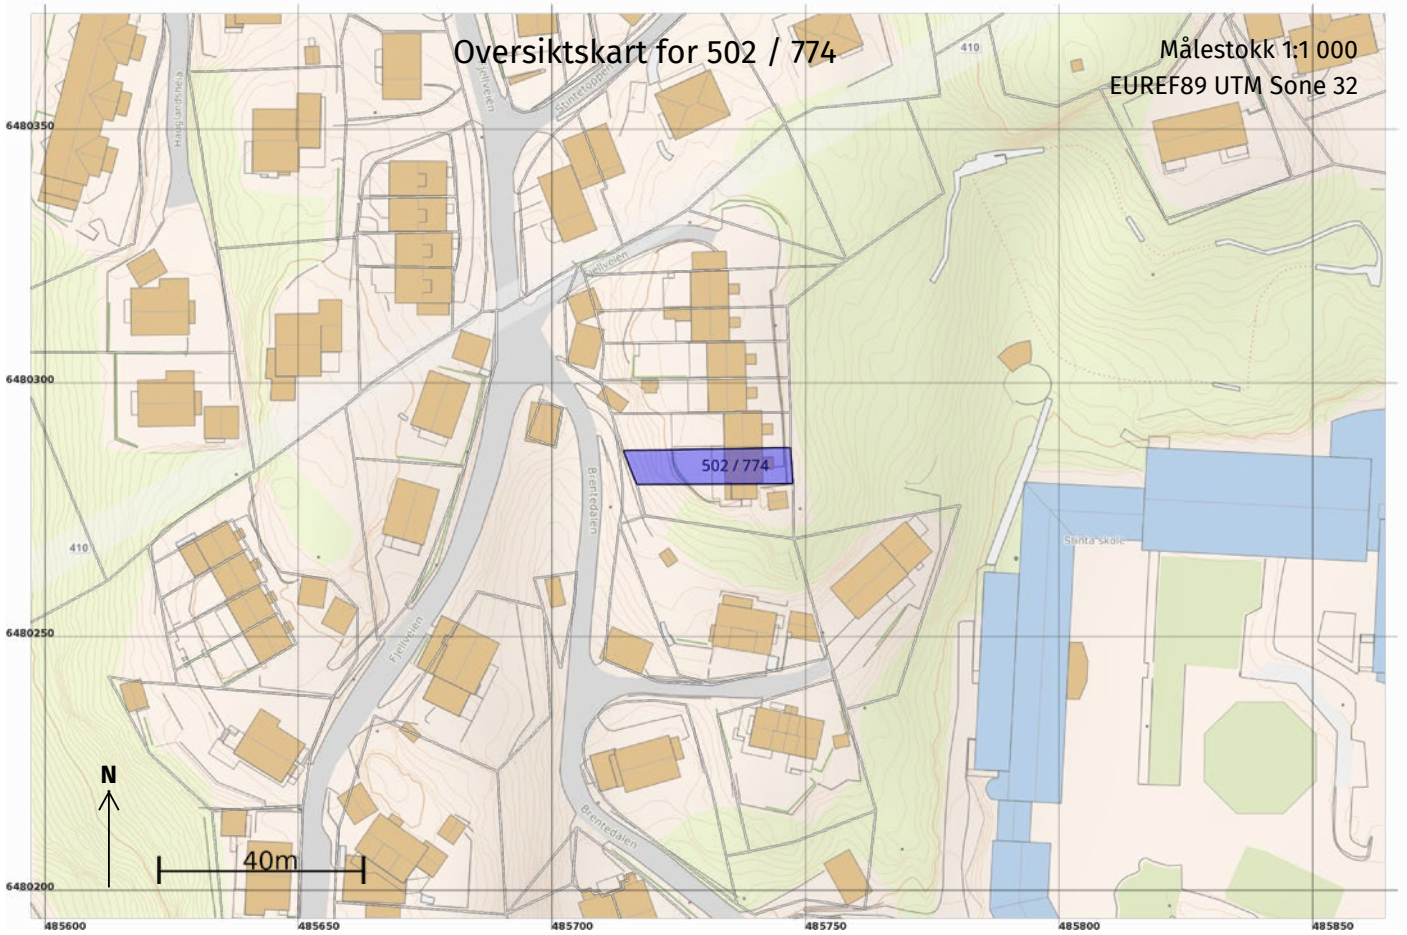 Oversiktskart for 502 / 774
Målestokk 1:1 000
EUREF89 UTM Sone 32
410
Hauglandsheia
Fjellveien
Stintetoppen
6480350
Fjellveien
6480300
502 / 774
Brentedalen
410
Stinta skole
6480250
Fjellveien
N
Brentedalen
40m
6480200
485600
485650
485700
485750
485800
485850